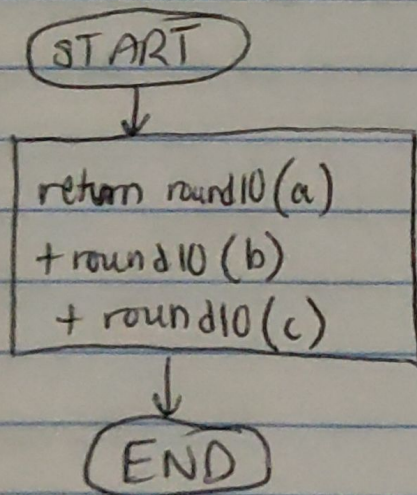 START
return round10(a)
+ round10(b)
+ round10(c)
END